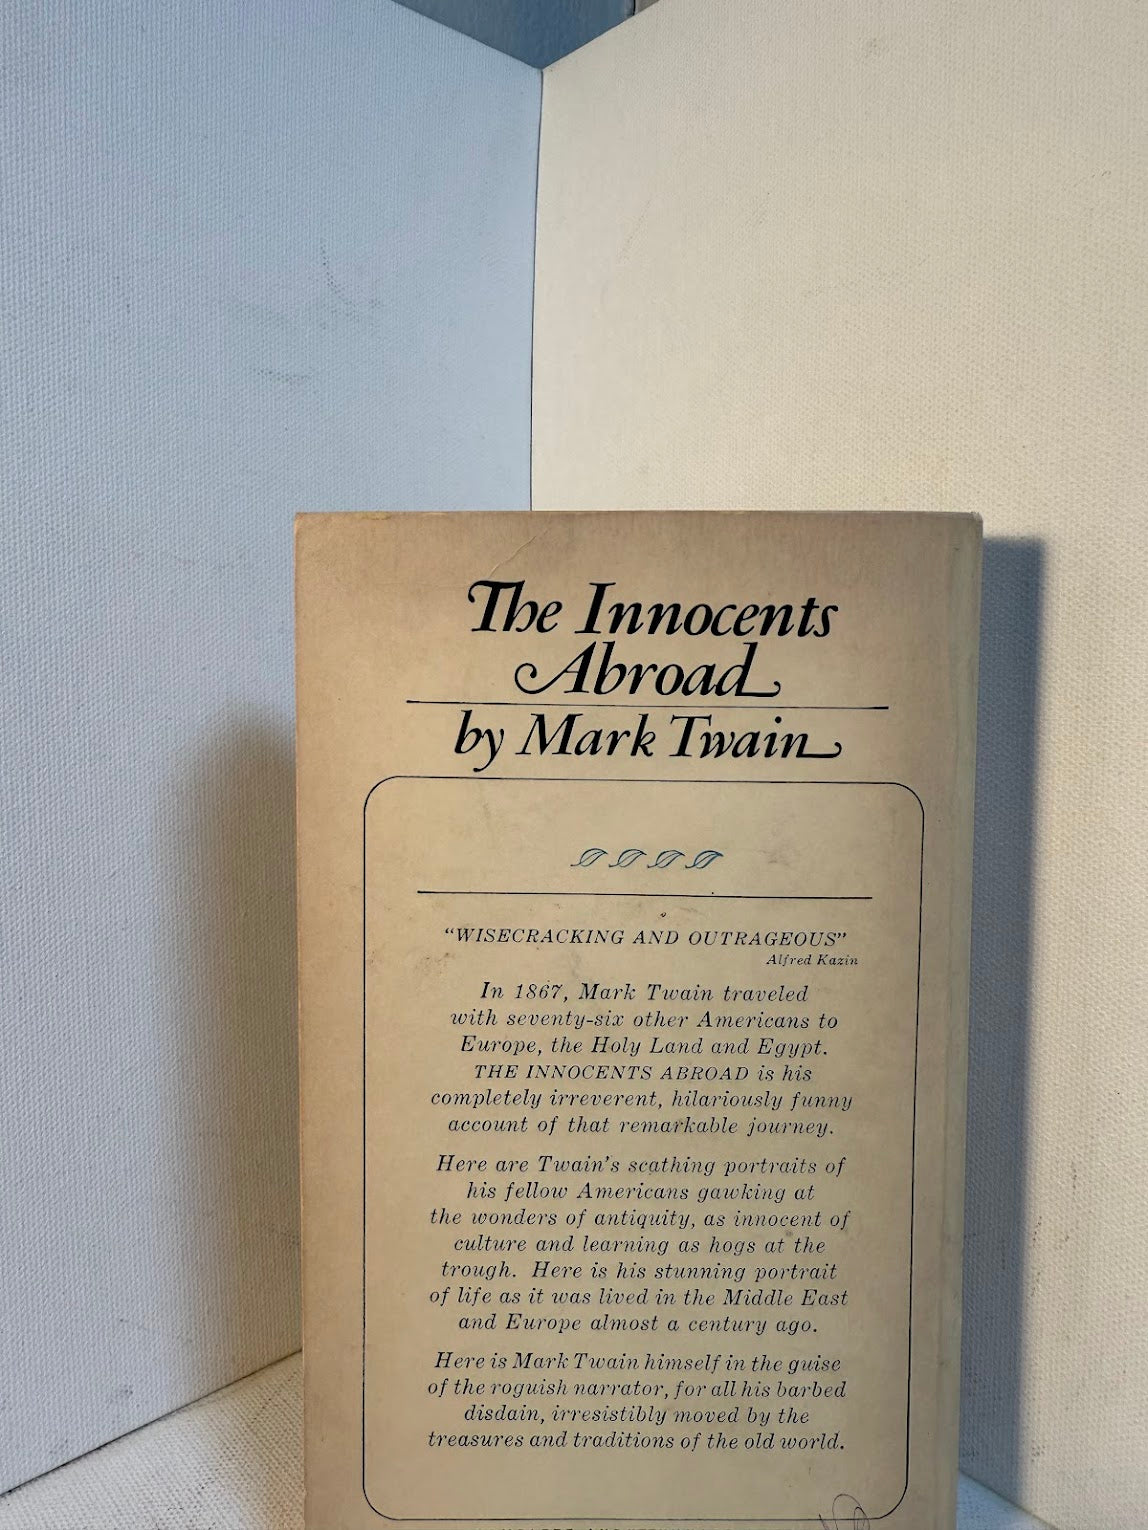 The Innocents
Abroad
by Mark Twain
“WISECRACKING AND OUTRAGEOUS”
Alfred Kazin
In 1867, Mark Twain traveled
with seventy-six other Americans to
Europe, the Holy Land and Egypt.
THE INNOCENTS ABROAD is his
completely irreverent, hilariously funny
account of that remarkable journey.
Here are Twain's scathing portraits of
his fellow Americans gawking at
the wonders of antiquity, as innocent of
culture and learning as hogs at the
trough. Here is his stunning portrait
of life as it was lived in the Middle East
and Europe almost a century ago.
Here is Mark Twain himself in the guise
of the roguish narrator, for all his barbed
disdain, irresistibly moved by the
treasures and traditions of the old world.